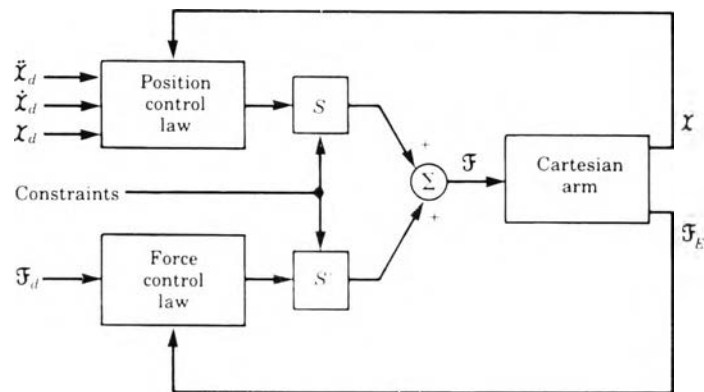 𝔛̈_d
𝔛̇_d
𝔛_d
Position
control
law
S
Constraints
+
Σ
+
𝔉
Cartesian
arm
𝔛
𝔉_E
𝔉_d
Force
control
law
S'